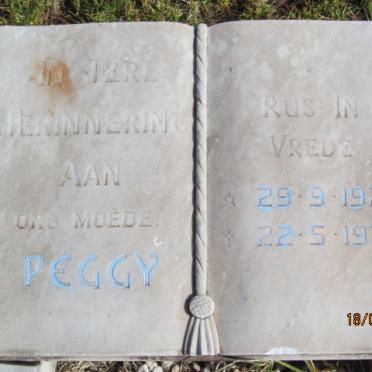 IN TERE
HERINNERING
AAN
ONS MOEDER
PEGGY
RUS IN
VREDE
* 29·9·19
† 22·5·19
18/0